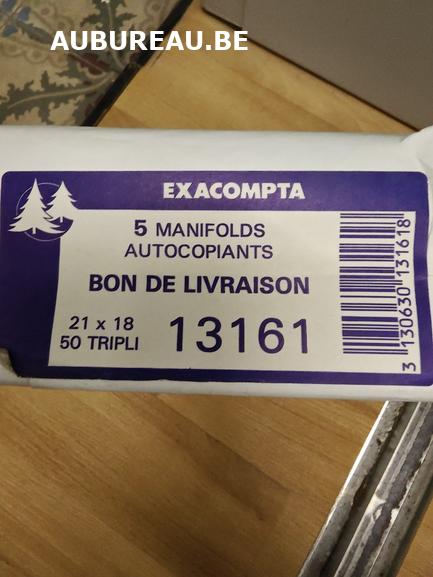 AUBUREAU.BE
EXACOMPTA
5 MANIFOLDS
AUTOCOPIANTS
BON DE LIVRAISON
21 x 18
50 TRIPLI
13161
3 130630 131618